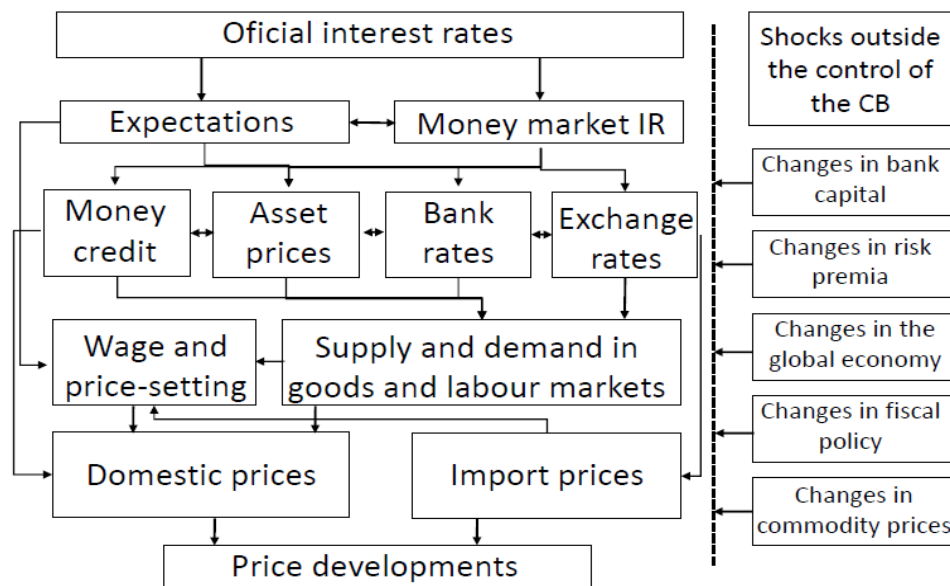 Oficial interest rates
Expectations
Money market IR
Money
credit
Asset
prices
Bank
rates
Exchange
rates
Wage and
price-setting
Supply and demand in
goods and labour markets
Domestic prices
Import prices
Price developments
Shocks outside
the control of
the CB
Changes in bank
capital
Changes in risk
premia
Changes in the
global economy
Changes in fiscal
policy
Changes in
commodity prices